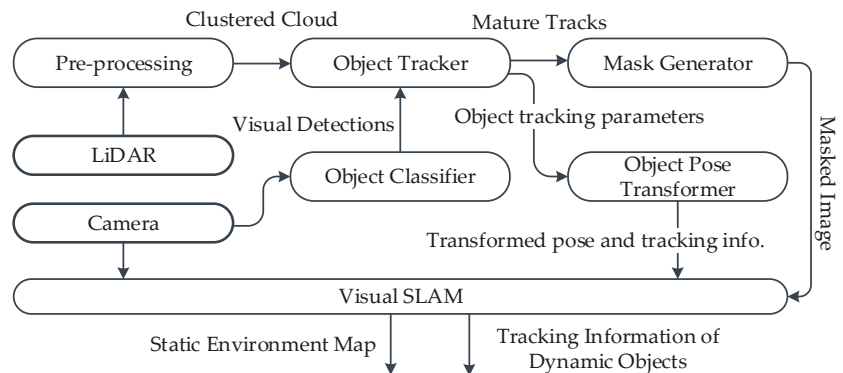 Clustered Cloud
Mature Tracks
Pre-processing
Object Tracker
Mask Generator
Visual Detections
Object tracking parameters
LiDAR
Object Classifier
Object Pose
Transformer
Masked Image
Camera
Transformed pose and tracking info.
Visual SLAM
Static Environment Map
Tracking Information of
Dynamic Objects